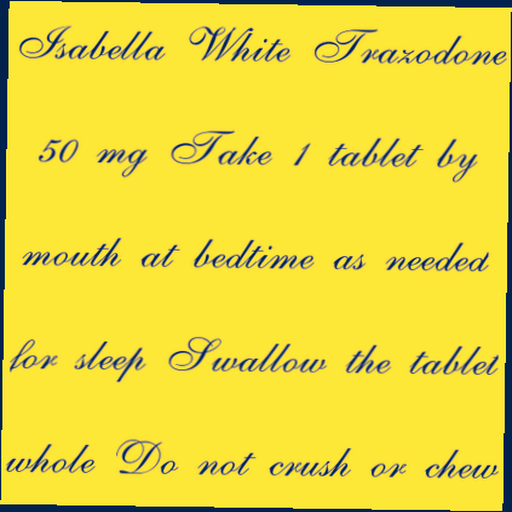 Isabella White Trazodone
50 mg Take 1 tablet by
mouth at bedtime as needed
for sleep Swallow the tablet
whole Do not crush or chew